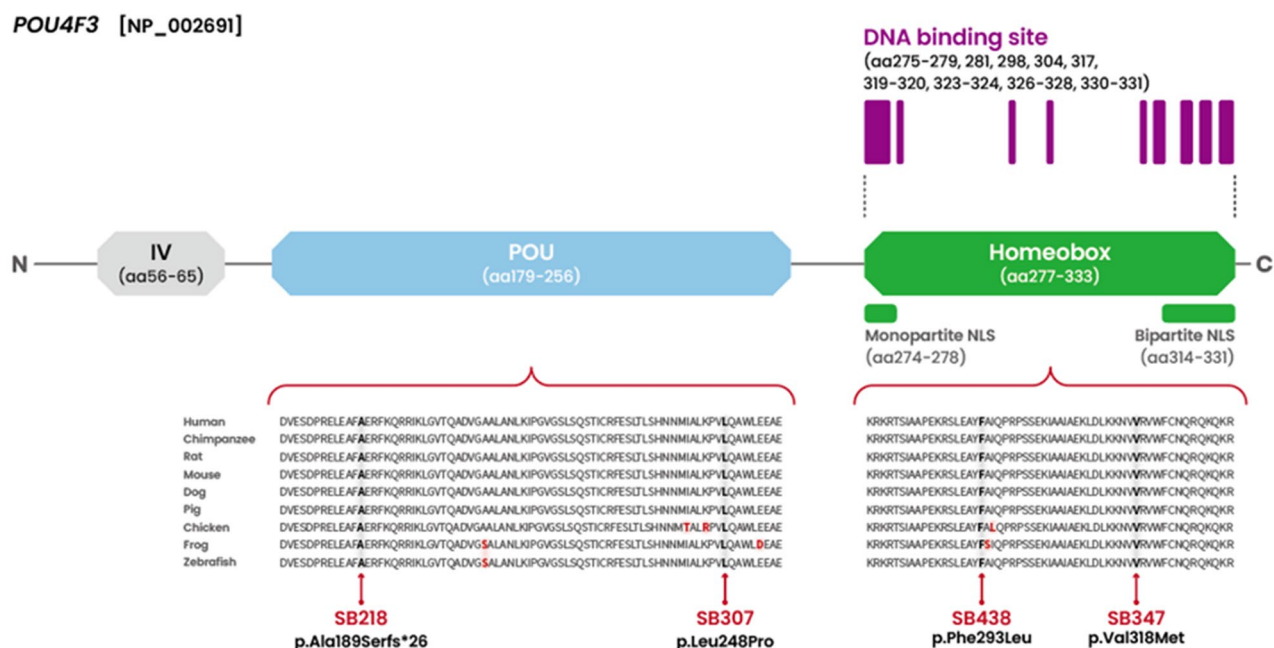 POU4F3 [NP_002691]
DNA binding site
(aa275-279, 281, 298, 304, 317,
319-320, 323-324, 326-328, 330-331)
N IV POU Homeobox C
(aa56-65) (aa179-256) (aa277-333)
Monopartite NLS Bipartite NLS
(aa274-278) (aa314-331)
Human DVESDPRELEAFAERFKQRRIKLGVTQADVGAALANLKIPGVGSLSQSTICRFESLTLSHNNMIALKPVLQAWLEEAE KRKRTSIAAPEKRSLEAYFAIQPRPSSEKIAAIAEKLDLKKNVVRVWFCNQRQKQKR
Chimpanzee DVESDPRELEAFAERFKQRRIKLGVTQADVGAALANLKIPGVGSLSQSTICRFESLTLSHNNMIALKPVLQAWLEEAE KRKRTSIAAPEKRSLEAYFAIQPRPSSEKIAAIAEKLDLKKNVVRVWFCNQRQKQKR
Rat DVESDPRELEAFAERFKQRRIKLGVTQADVGAALANLKIPGVGSLSQSTICRFESLTLSHNNMIALKPVLQAWLEEAE KRKRTSIAAPEKRSLEAYFAIQPRPSSEKIAAIAEKLDLKKNVVRVWFCNQRQKQKR
Mouse DVESDPRELEAFAERFKQRRIKLGVTQADVGAALANLKIPGVGSLSQSTICRFESLTLSHNNMIALKPVLQAWLEEAE KRKRTSIAAPEKRSLEAYFAIQPRPSSEKIAAIAEKLDLKKNVVRVWFCNQRQKQKR
Dog DVESDPRELEAFAERFKQRRIKLGVTQADVGAALANLKIPGVGSLSQSTICRFESLTLSHNNMIALKPVLQAWLEEAE KRKRTSIAAPEKRSLEAYFAIQPRPSSEKIAAIAEKLDLKKNVVRVWFCNQRQKQKR
Pig DVESDPRELEAFAERFKQRRIKLGVTQADVGAALANLKIPGVGSLSQSTICRFESLTLSHNNMIALKPVLQAWLEEAE KRKRTSIAAPEKRSLEAYFAIQPRPSSEKIAAIAEKLDLKKNVVRVWFCNQRQKQKR
Chicken DVESDPRELEAFAERFKQRRIKLGVTQADVGAALANLKIPGVGSLSQSTICRFESLTLSHNNMTALRPVLQAWLEEAE KRKRTSIAAPEKRSLEAYFALQPRPSSEKIAAIAEKLDLKKNVVRVWFCNQRQKQKR
Frog DVESDPRELEAFAERFKQRRIKLGVTQADVGSALANLKIPGVGSLSQSTICRFESLTLSHNNMIALKPVLQAWLDEAE KRKRTSIAAPEKRSLEAYFSIQPRPSSEKIAAIAEKLDLKKNVVRVWFCNQRQKQKR
Zebrafish DVESDPRELEAFAERFKQRRIKLGVTQADVGSALANLKIPGVGSLSQSTICRFESLTLSHNNMIALKPVLQAWLEEAE KRKRTSIAAPEKRSLEAYFAIQPRPSSEKIAAIAEKLDLKKNVVRVWFCNQRQKQKR
SB218 SB307 SB438 SB347
p.Ala189Serfs*26 p.Leu248Pro p.Phe293Leu p.Val318Met